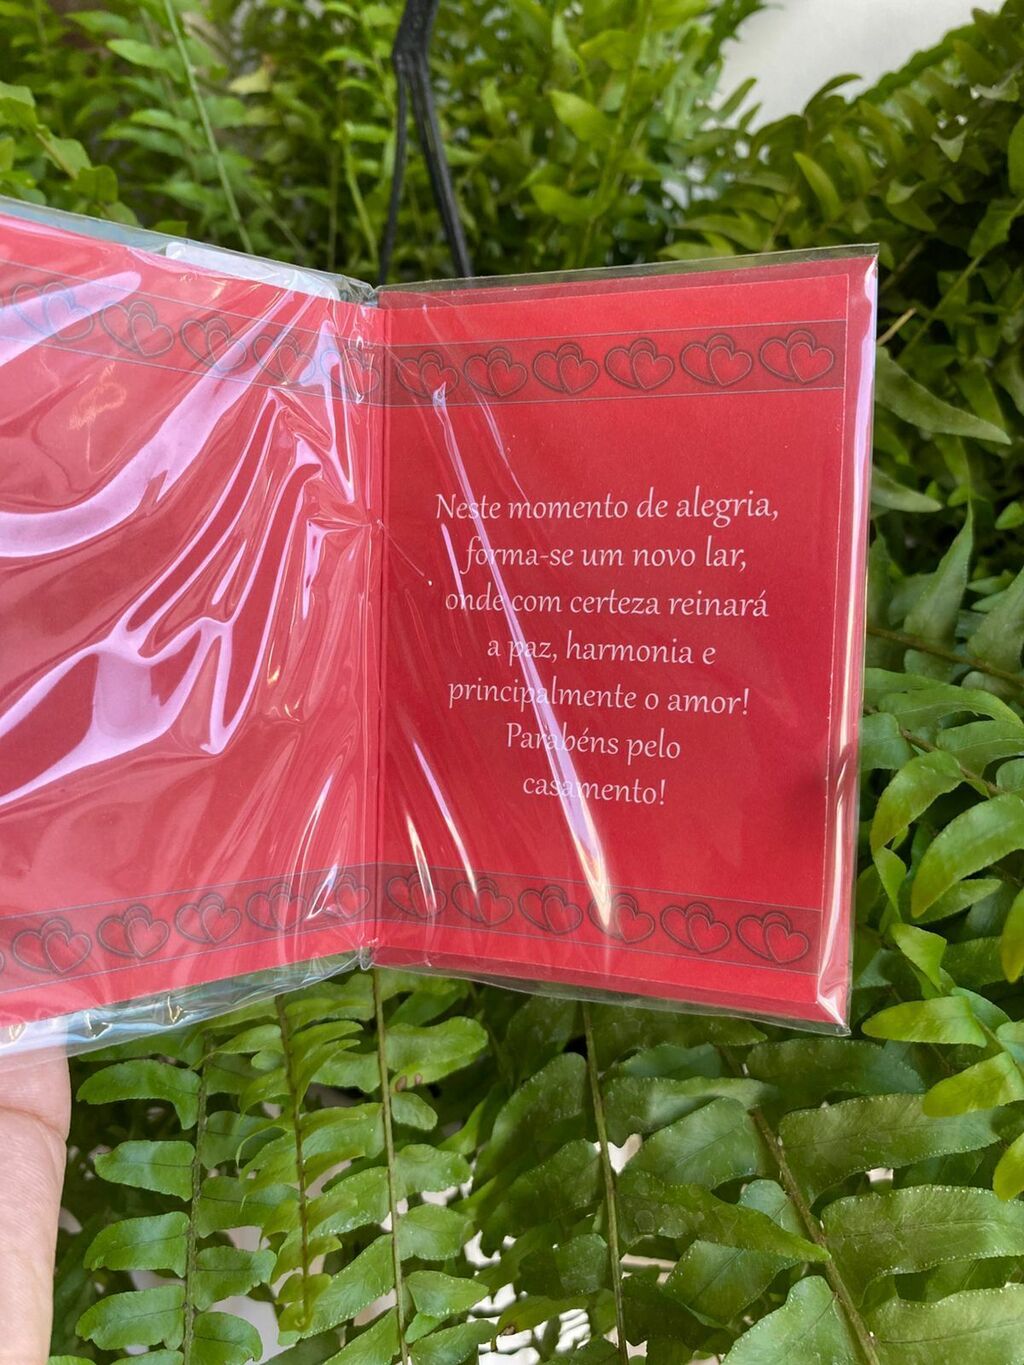 Neste momento de alegria,
forma-se um novo lar,
onde com certeza reinará
a paz, harmonia e
principalmente o amor!
Parabéns pelo
casamento!